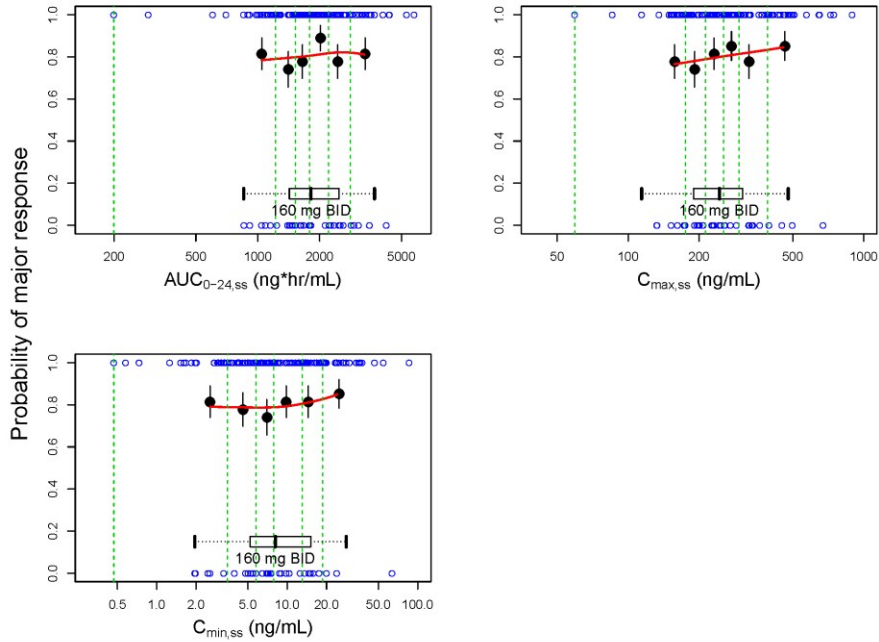 Probability of major response
1.0
0.8
0.6
0.4
0.2
0.0
160 mg BID
200 500 1000 2000 5000
AUC0−24,ss (ng*hr/mL)
1.0
0.8
0.6
0.4
0.2
0.0
160 mg BID
50 100 200 500 1000
Cmax,ss (ng/mL)
1.0
0.8
0.6
0.4
0.2
0.0
160 mg BID
0.5 1.0 2.0 5.0 10.0 20.0 50.0 100.0
Cmin,ss (ng/mL)